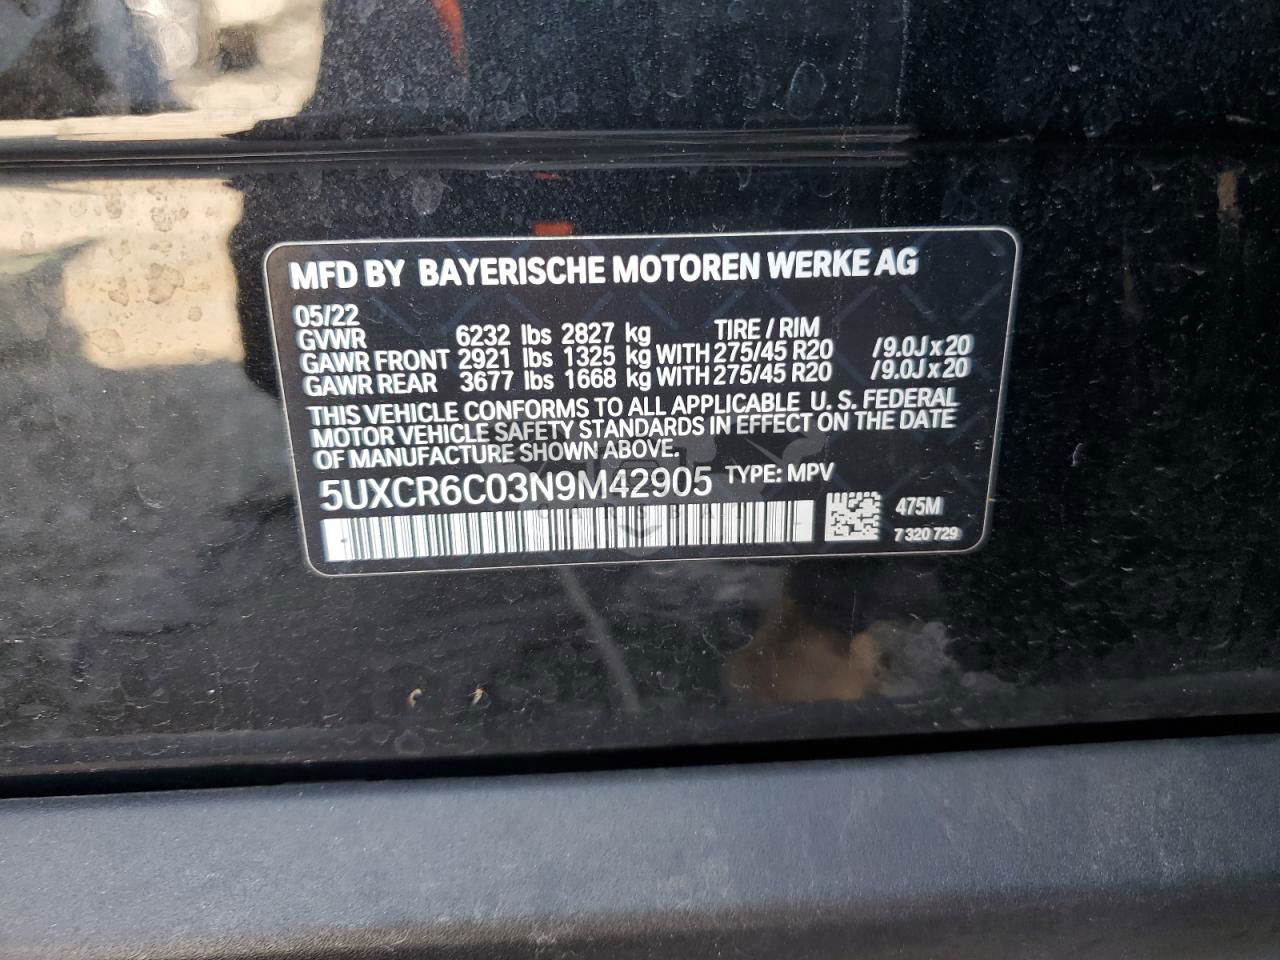 MFD BY BAYERISCHE MOTOREN WERKE AG
05/22
GVWR 6232 lbs 2827 kg TIRE / RIM
GAWR FRONT 2921 lbs 1325 kg WITH 275/45 R20 /9.0J x 20
GAWR REAR 3677 lbs 1668 kg WITH 275/45 R20 /9.0J x 20
THIS VEHICLE CONFORMS TO ALL APPLICABLE U. S. FEDERAL
MOTOR VEHICLE SAFETY STANDARDS IN EFFECT ON THE DATE
OF MANUFACTURE SHOWN ABOVE.
5UXCR6C03N9M42905 TYPE: MPV
475M
7 320 729